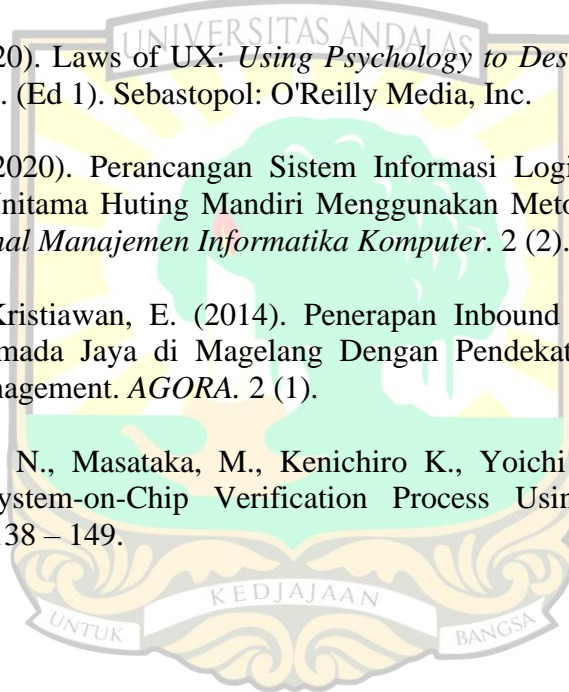 UNIVERSITAS ANDALAS
20). Laws of UX: Using Psychology to Des
. (Ed 1). Sebastopol: O'Reilly Media, Inc.
2020). Perancangan Sistem Informasi Logi
Unitama Huting Mandiri Menggunakan Meto
nal Manajemen Informatika Komputer. 2 (2).
Kristiawan, E. (2014). Penerapan Inbound
mada Jaya di Magelang Dengan Pendekat
nagement. AGORA. 2 (1).
N., Masataka, M., Kenichiro K., Yoichi
ystem-on-Chip Verification Process Usin
138 – 149.
KEDJAJAAN
UNTUK
BANGSA